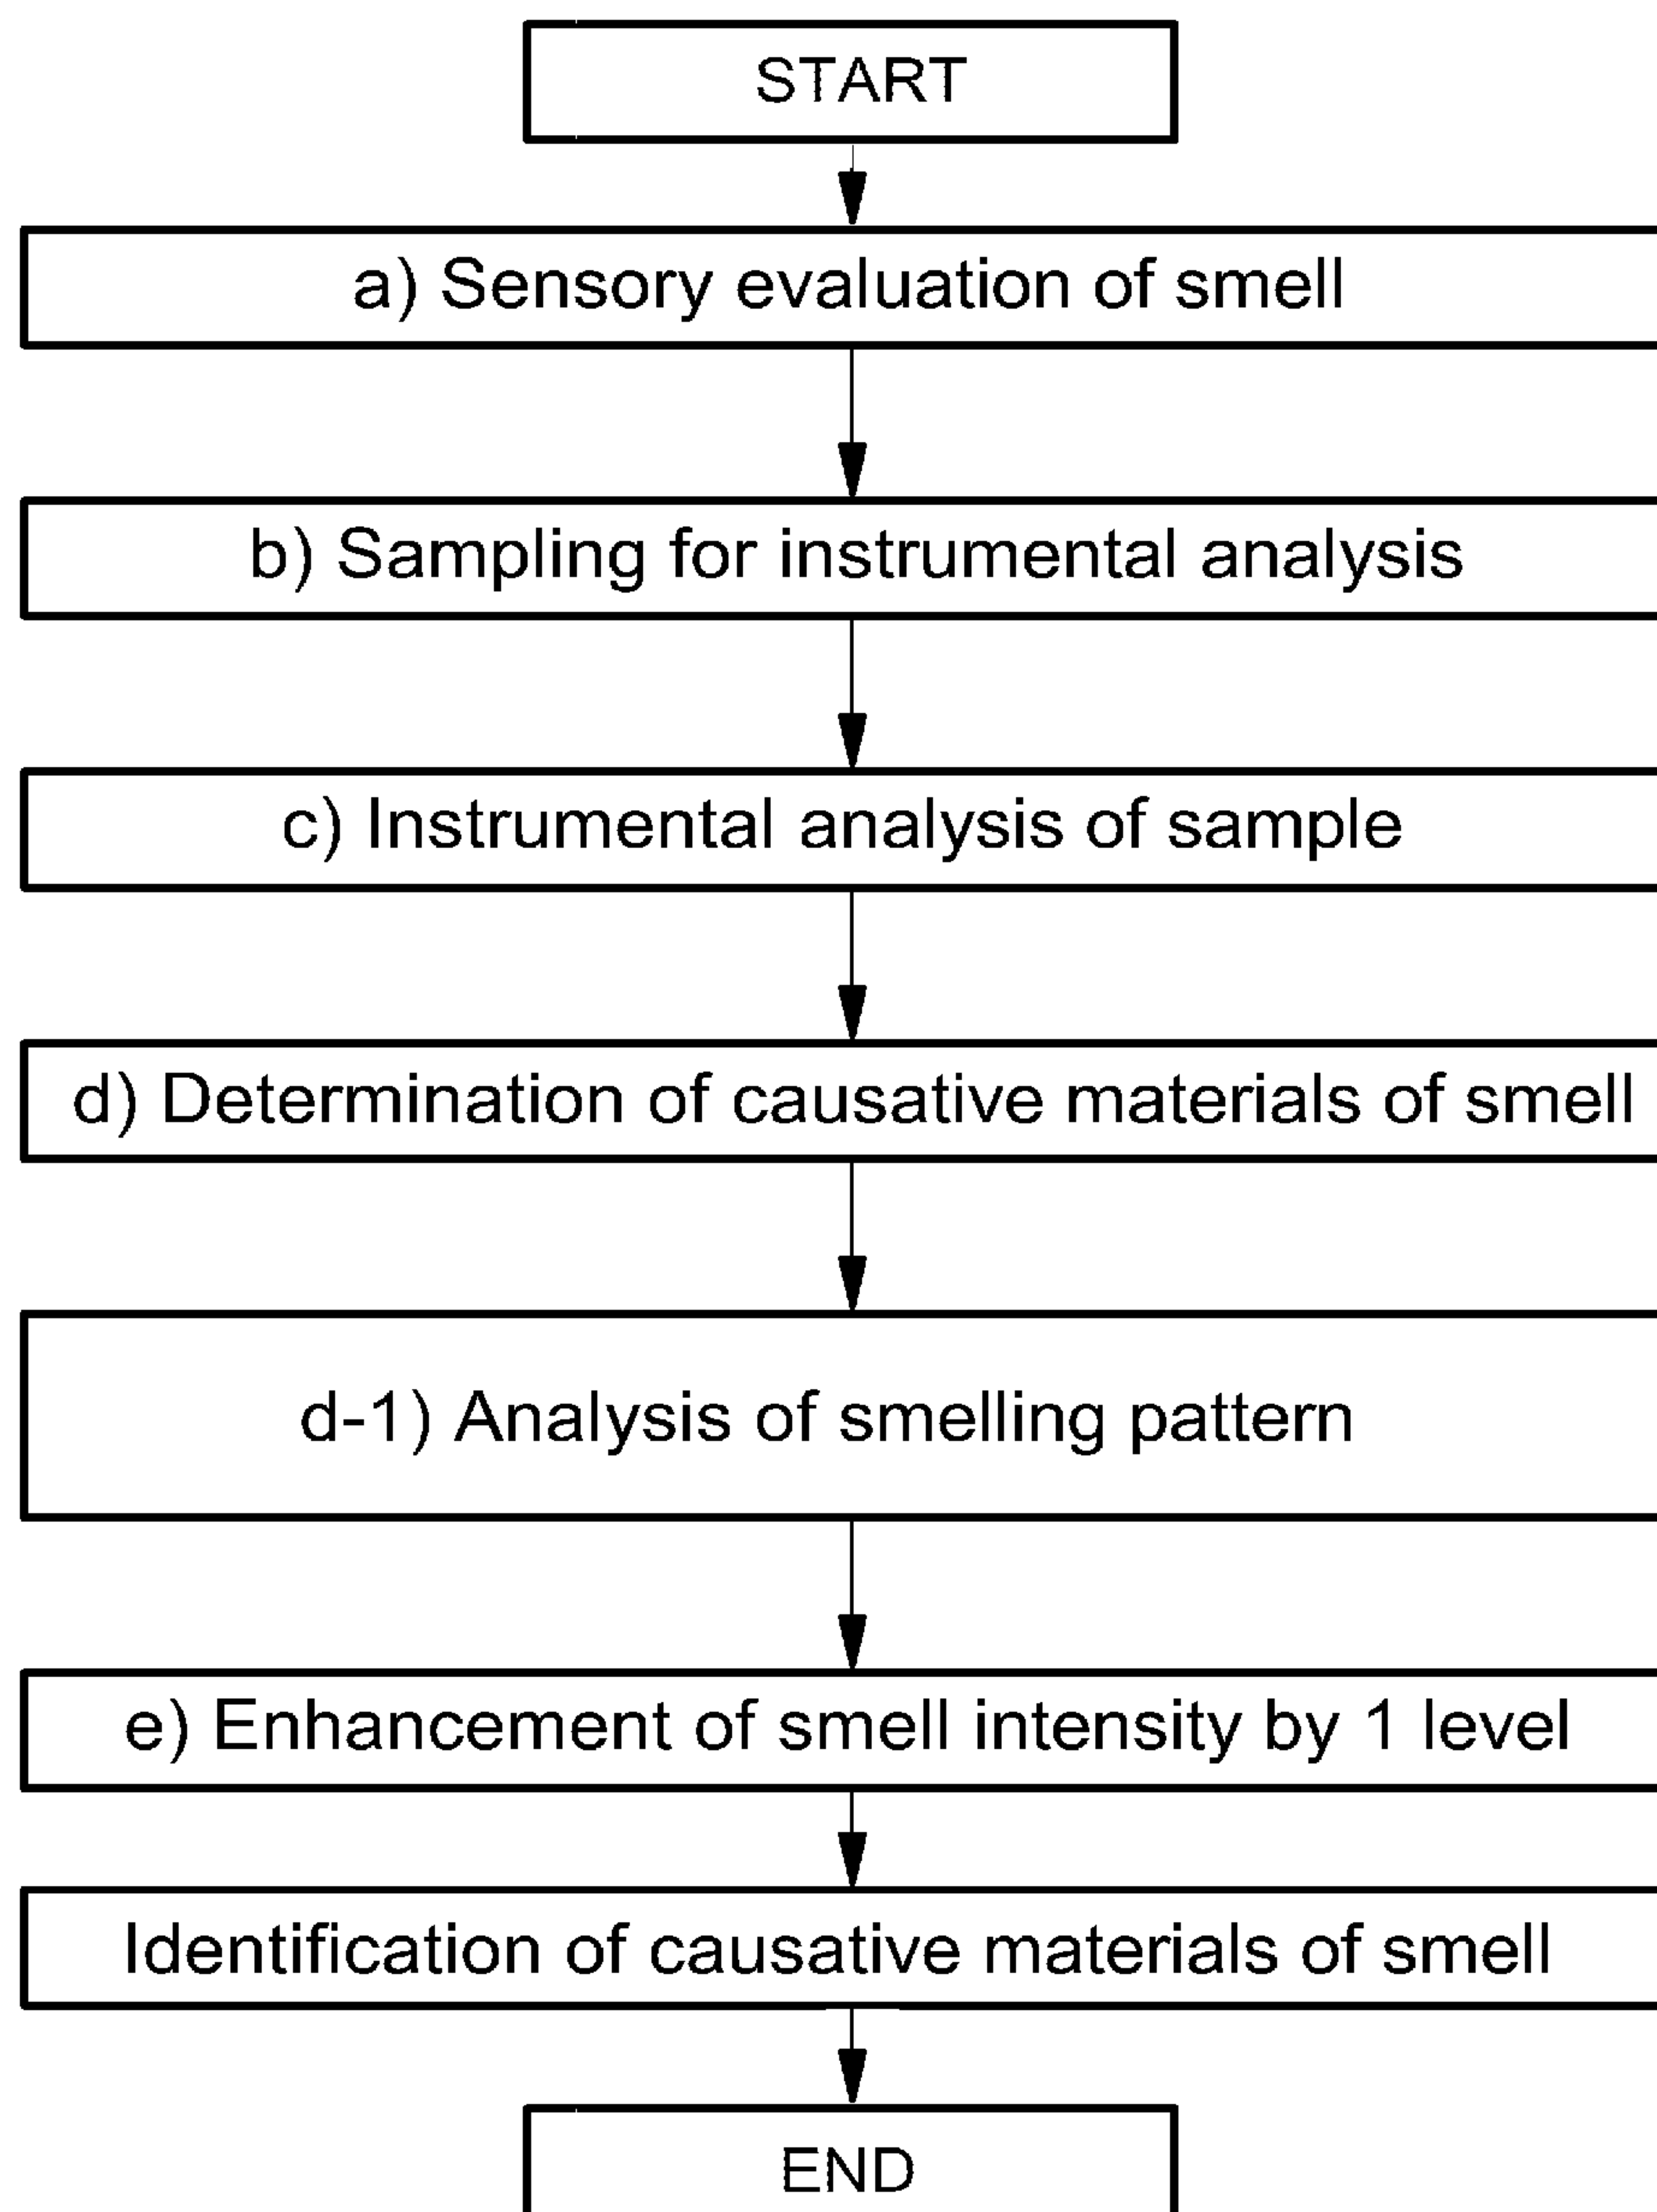 START
a) Sensory evaluation of smell
b) Sampling for instrumental analysis
c) Instrumental analysis of sample
d) Determination of causative materials of smell
d-1) Analysis of smelling pattern
e) Enhancement of smell intensity by 1 level
Identification of causative materials of smell
END